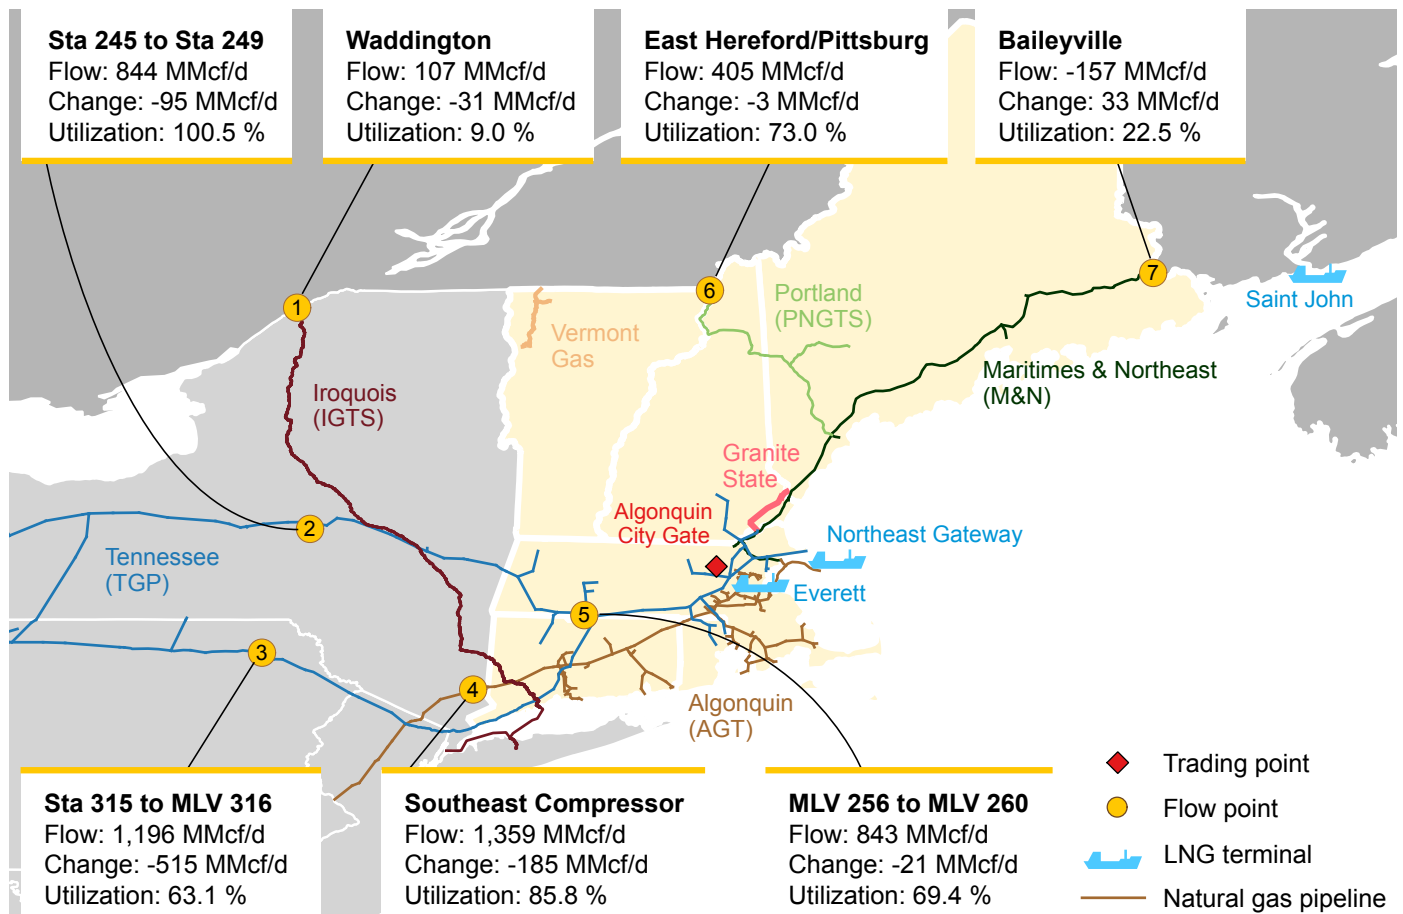 Sta 245 to Sta 249
Flow: 844 MMcf/d
Change: -95 MMcf/d
Utilization: 100.5 %
Waddington
Flow: 107 MMcf/d
Change: -31 MMcf/d
Utilization: 9.0 %
East Hereford/Pittsburg
Flow: 405 MMcf/d
Change: -3 MMcf/d
Utilization: 73.0 %
Baileyville
Flow: -157 MMcf/d
Change: 33 MMcf/d
Utilization: 22.5 %
1
6
7
Saint John
Portland
(PNGTS)
Vermont
Gas
Iroquois
(IGTS)
Maritimes & Northeast
(M&N)
Granite
State
Algonquin
City Gate
2
Northeast Gateway
Tennessee
(TGP)
Everett
5
3
4
Algonquin
(AGT)
Sta 315 to MLV 316
Flow: 1,196 MMcf/d
Change: -515 MMcf/d
Utilization: 63.1 %
Southeast Compressor
Flow: 1,359 MMcf/d
Change: -185 MMcf/d
Utilization: 85.8 %
MLV 256 to MLV 260
Flow: 843 MMcf/d
Change: -21 MMcf/d
Utilization: 69.4 %
Trading point
Flow point
LNG terminal
Natural gas pipeline